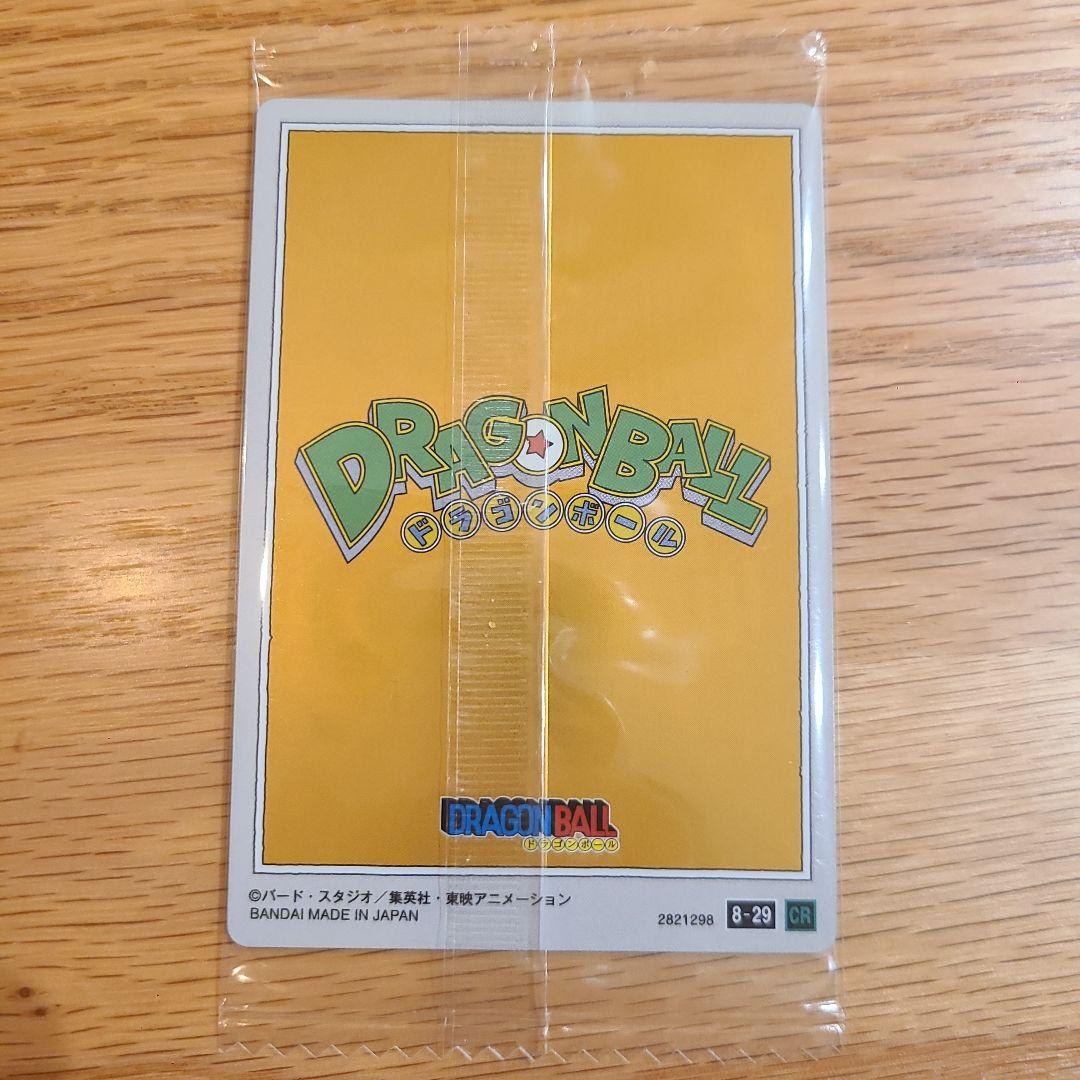 DRAGONBALL
ドラゴンボール
DRAGON BALL
ドラゴンボール
©バード・スタジオ／集英社・東映アニメーション
BANDAI MADE IN JAPAN
2821298 8-29 CR